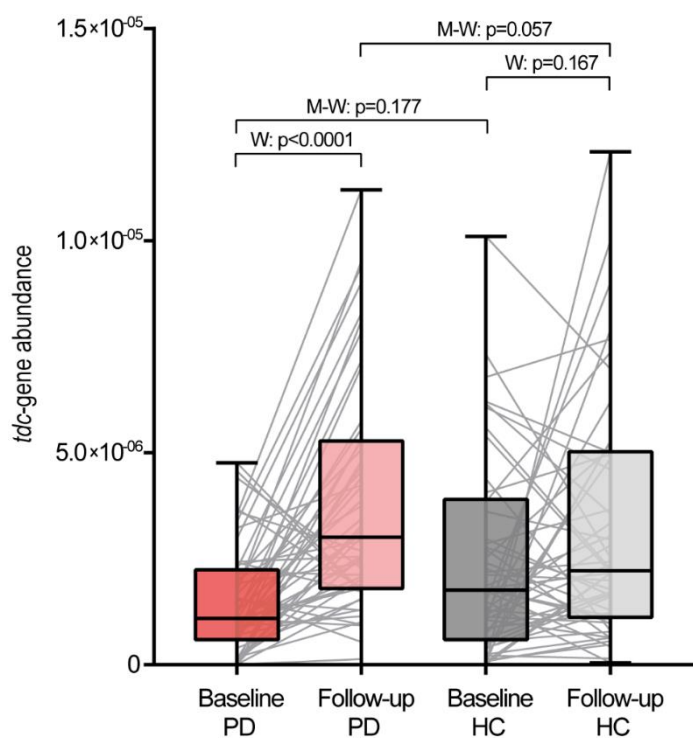 1.5×10⁻⁰⁵
M-W: p=0.057
W: p=0.167
M-W: p=0.177
W: p<0.0001
1.0×10⁻⁰⁵
tdc-gene abundance
5.0×10⁻⁰⁶
0
Baseline PD
Follow-up PD
Baseline HC
Follow-up HC